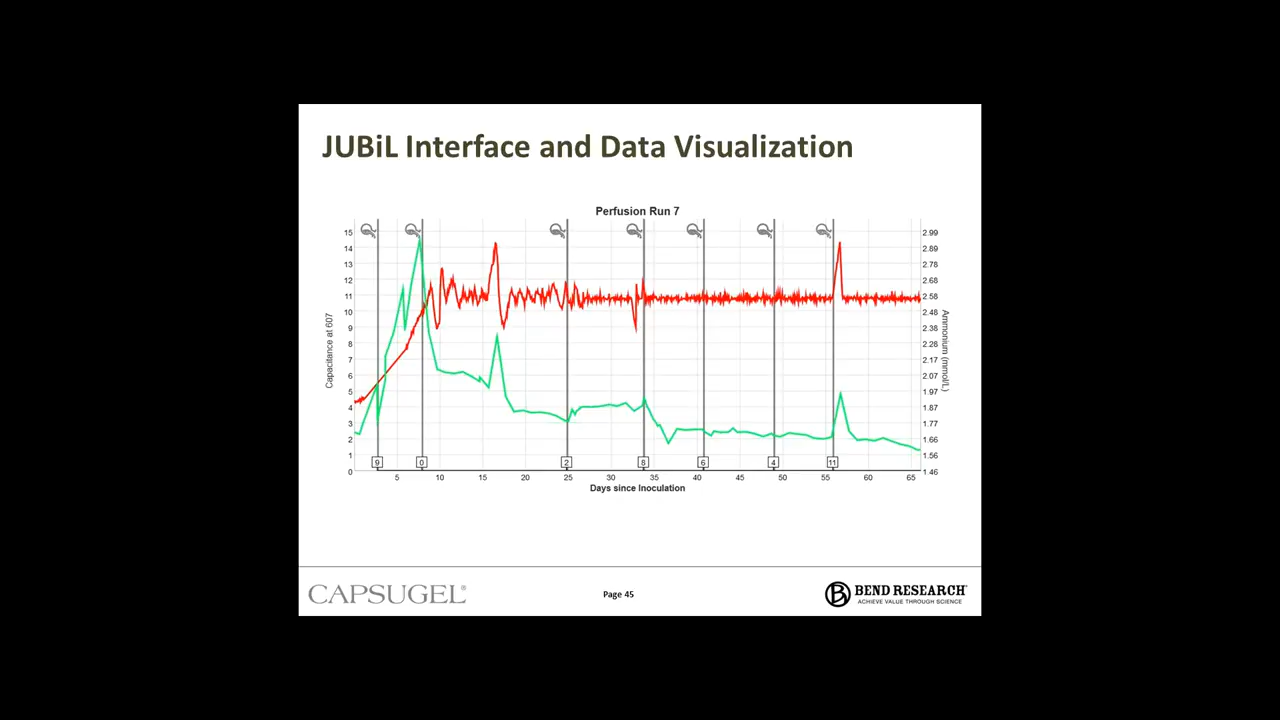 JUBiL Interface and Data Visualization
Perfusion Run 7
15
14
13
12
11
10
9
8
7
6
5
4
3
2
1
0
Capacitance at 607
2.99
2.89
2.78
2.68
2.58
2.48
2.38
2.28
2.17
2.07
1.97
1.87
1.77
1.66
1.56
1.46
Ammonium (mmol/L)
9 0 2 8 6 4 11
5 10 15 20 25 30 35 40 45 50 55 60 65
Days since Inoculation
CAPSUGEL®
Page 45
BEND RESEARCH
ACHIEVE VALUE THROUGH SCIENCE